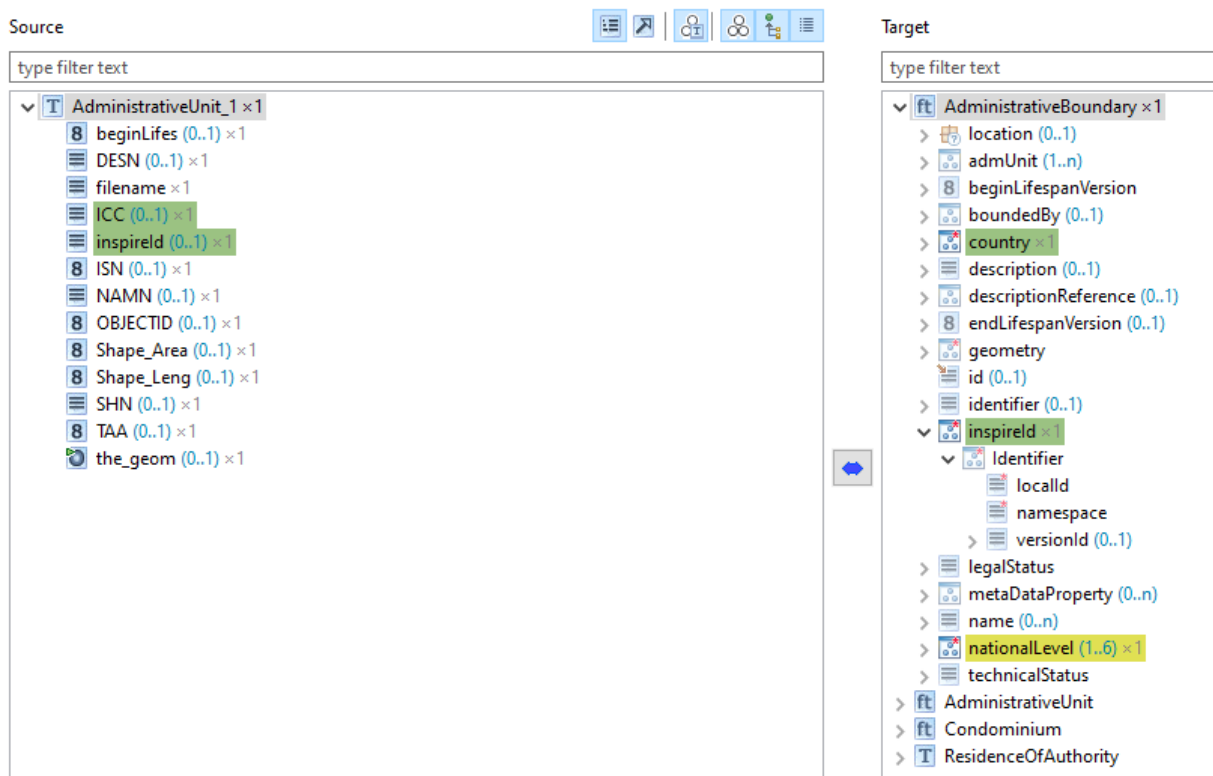 Source
type filter text
AdministrativeUnit_1 ×1
beginLifes (0..1) ×1
DESN (0..1) ×1
filename ×1
ICC (0..1) ×1
inspireId (0..1) ×1
ISN (0..1) ×1
NAMN (0..1) ×1
OBJECTID (0..1) ×1
Shape_Area (0..1) ×1
Shape_Leng (0..1) ×1
SHN (0..1) ×1
TAA (0..1) ×1
the_geom (0..1) ×1
Target
type filter text
AdministrativeBoundary ×1
location (0..1)
admUnit (1..n)
beginLifespanVersion
boundedBy (0..1)
country ×1
description (0..1)
descriptionReference (0..1)
endLifespanVersion (0..1)
geometry
id (0..1)
identifier (0..1)
inspireId ×1
Identifier
localId
namespace
versionId (0..1)
legalStatus
metaDataProperty (0..n)
name (0..n)
nationalLevel (1..6) ×1
technicalStatus
AdministrativeUnit
Condominium
ResidenceOfAuthority